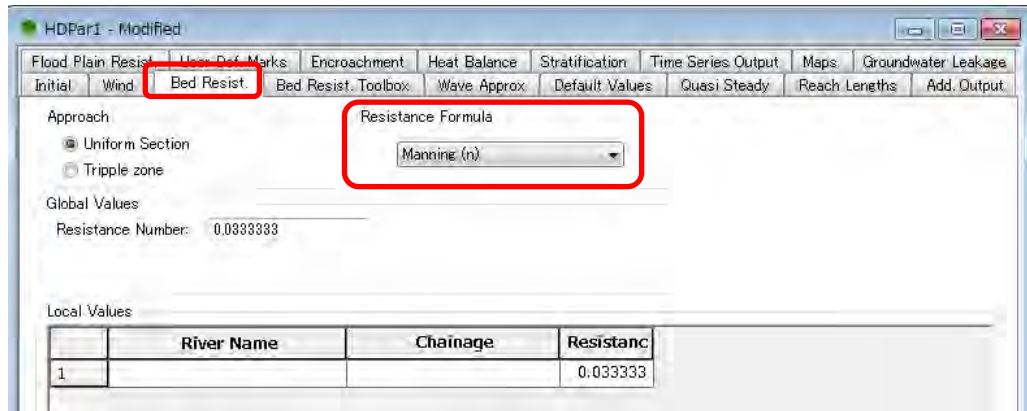 HDPar1 - Modified
Flood Plain Resist. User Def. Marks Encroachment Heat Balance Stratification Time Series Output Maps Groundwater Leakage
Initial Wind Bed Resist. Bed Resist. Toolbox Wave Approx Default Values Quasi Steady Reach Lengths Add. Output
Approach Resistance Formula
Uniform Section Manning (n)
Tripple zone
Global Values
Resistance Number: 0.0333333
Local Values
River Name Chainage Resistanc
1 0.033333